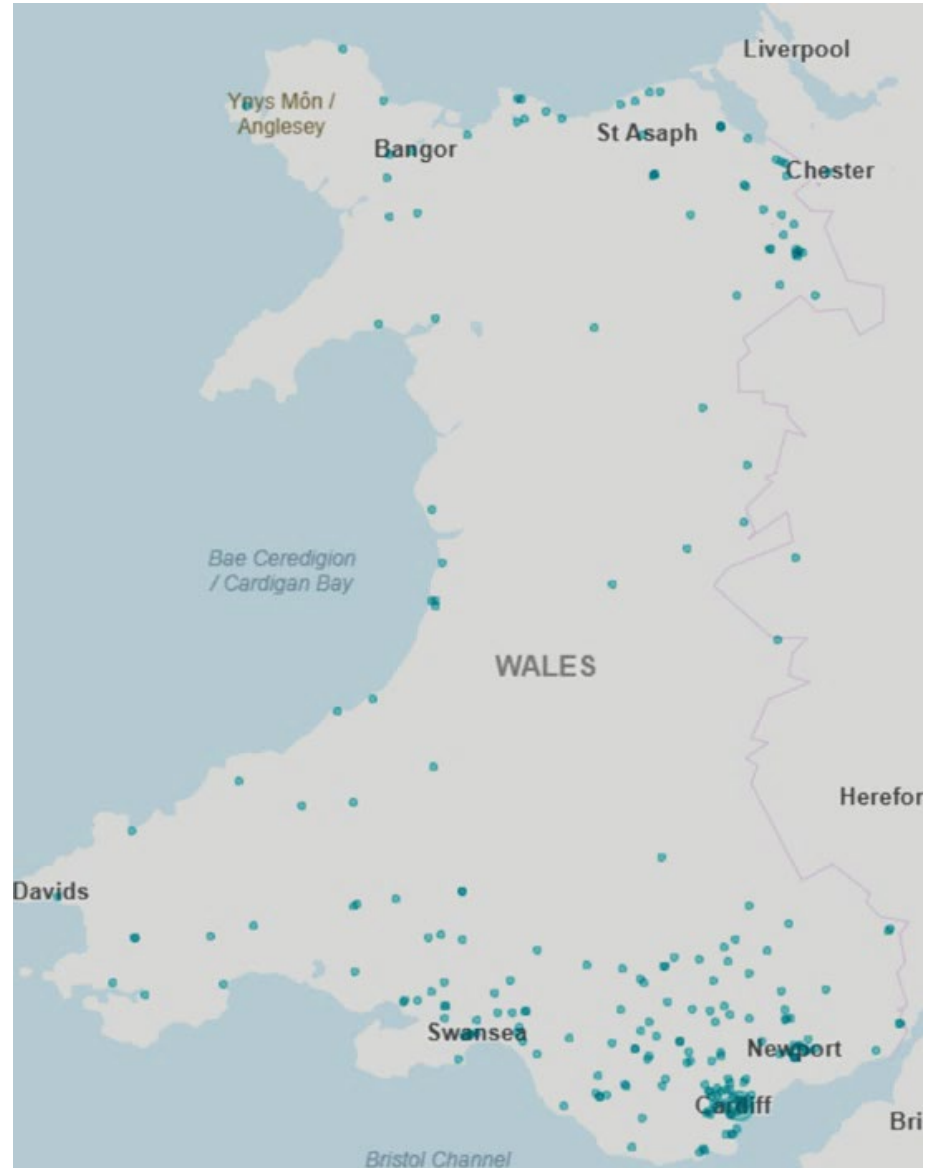 Liverpool
Ynys Môn /
Anglesey
St Asaph
Bangor
Chester
Bae Ceredigion
/ Cardigan Bay
WALES
Herefor
Davids
Swansea
Newport
Cardiff
Bri
Bristol Channel